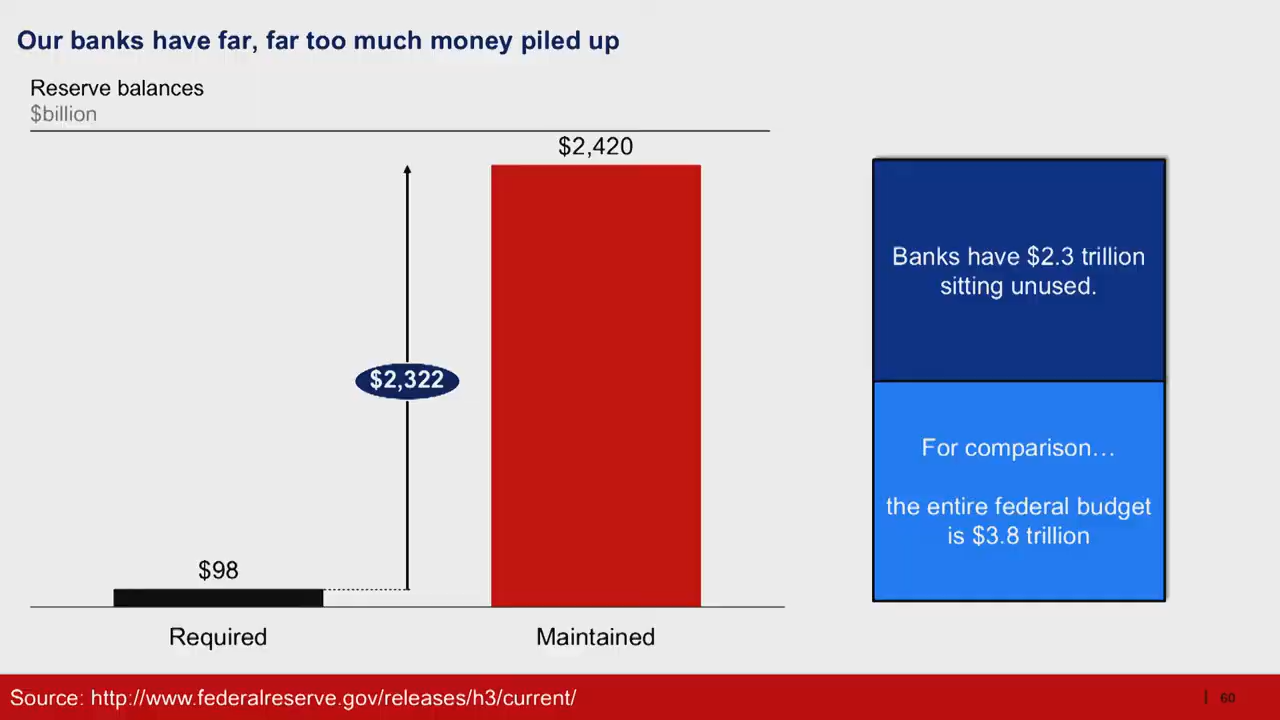 Our banks have far, far too much money piled up
Reserve balances
$billion
$2,420
$2,322
$98
Required
Maintained
Banks have $2.3 trillion
sitting unused.
For comparison…
the entire federal budget
is $3.8 trillion
Source: http://www.federalreserve.gov/releases/h3/current/
| 60